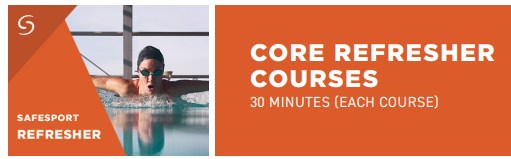 SAFESPORT
REFRESHER
CORE REFRESHER
COURSES
30 MINUTES (EACH COURSE)